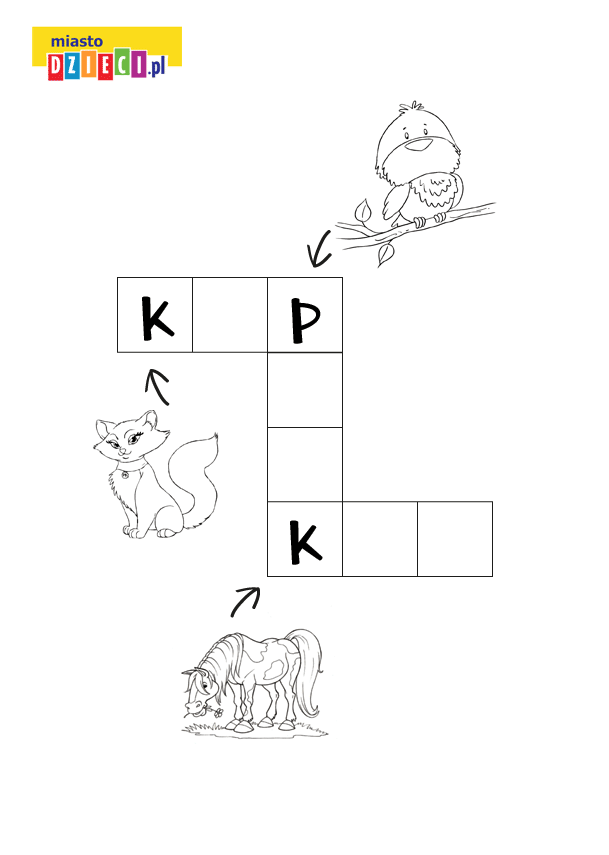 miasto
DZIECI.pl
K P
K